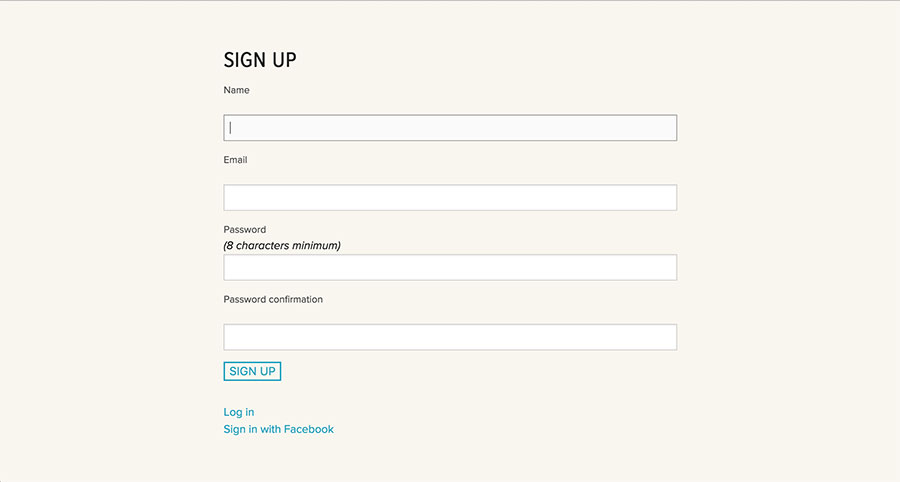 SIGN UP
Name
Email
Password
(8 characters minimum)
Password confirmation
SIGN UP
Log in
Sign in with Facebook